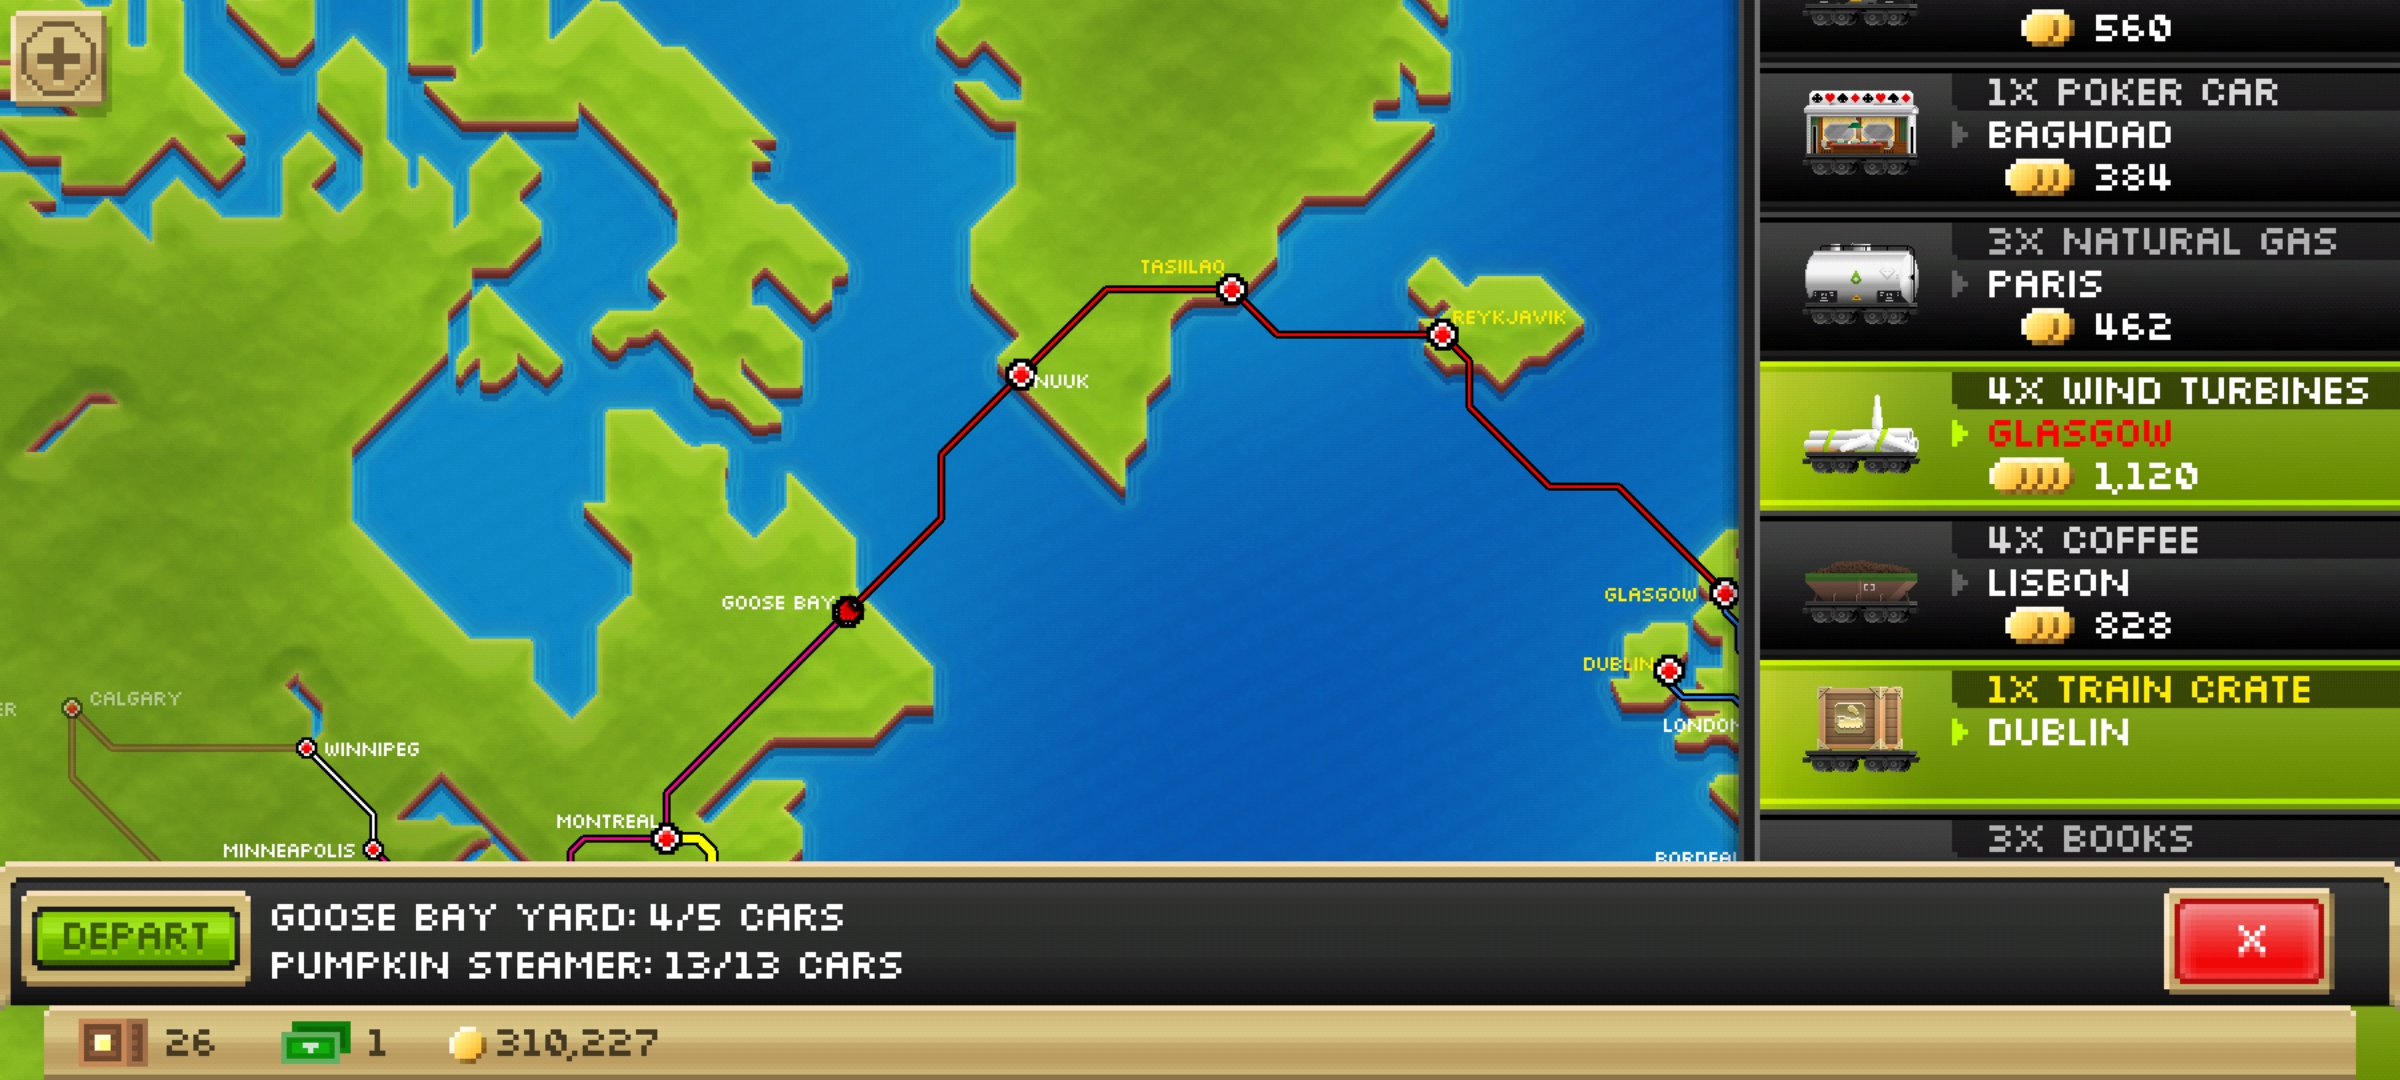 560
1X POKER CAR
BAGHDAD
384
3X NATURAL GAS
PARIS
462
4X WIND TURBINES
GLASGOW
1,120
4X COFFEE
LISBON
828
1X TRAIN CRATE
DUBLIN
3X BOOKS
TASIILAQ
REYKJAVIK
NUUK
GOOSE BAY
GLASGOW
DUBLIN
LONDON
ER
CALGARY
WINNIPEG
MONTREAL
MINNEAPOLIS
BORDEAU
DEPART
GOOSE BAY YARD: 4/5 CARS
PUMPKIN STEAMER: 13/13 CARS
X
26
1
310,227